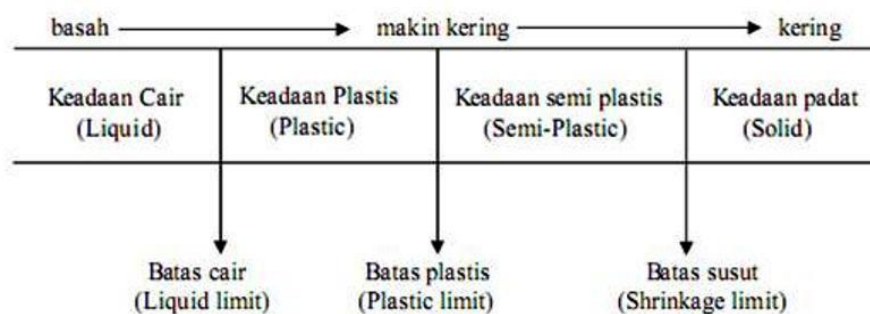 basah makin kering kering
Keadaan Cair
(Liquid)
Keadaan Plastis
(Plastic)
Keadaan semi plastis
(Semi-Plastic)
Keadaan padat
(Solid)
Batas cair
(Liquid limit)
Batas plastis
(Plastic limit)
Batas susut
(Shrinkage limit)